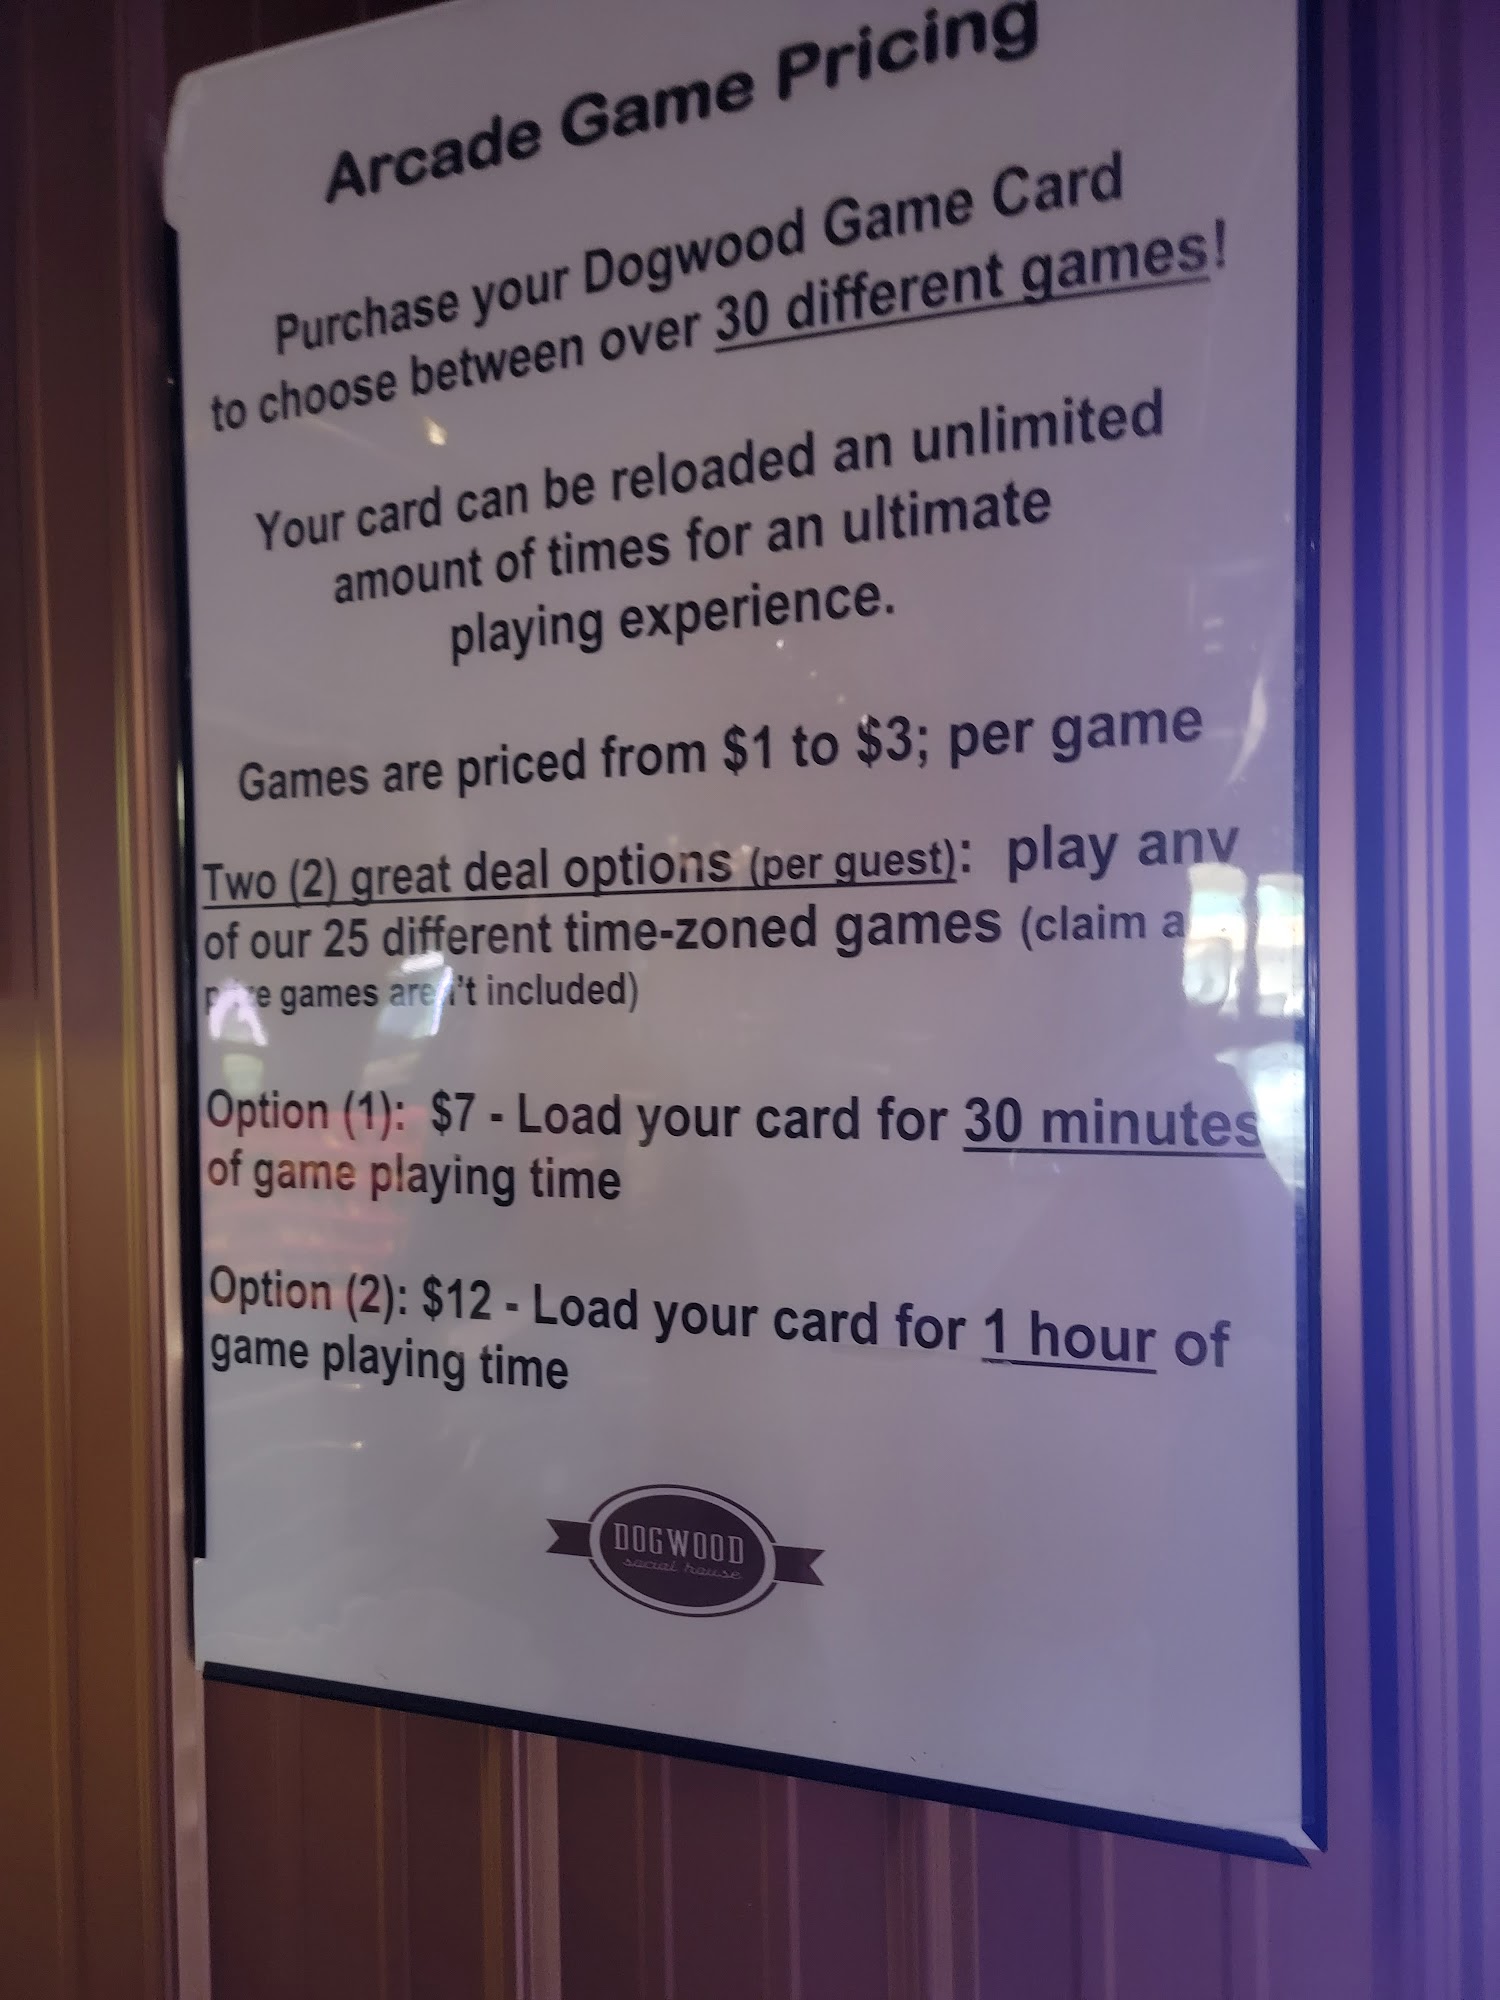 Arcade Game Pricing
Purchase your Dogwood Game Card
to choose between over 30 different games!
Your card can be reloaded an unlimited
amount of times for an ultimate
playing experience.
Games are priced from $1 to $3; per game
Two (2) great deal options (per guest): play any
of our 25 different time-zoned games (claim a
games aren't included)
Option (1): $7 - Load your card for 30 minutes
of game playing time
Option (2): $12 - Load your card for 1 hour of
game playing time
DOGWOOD
social house